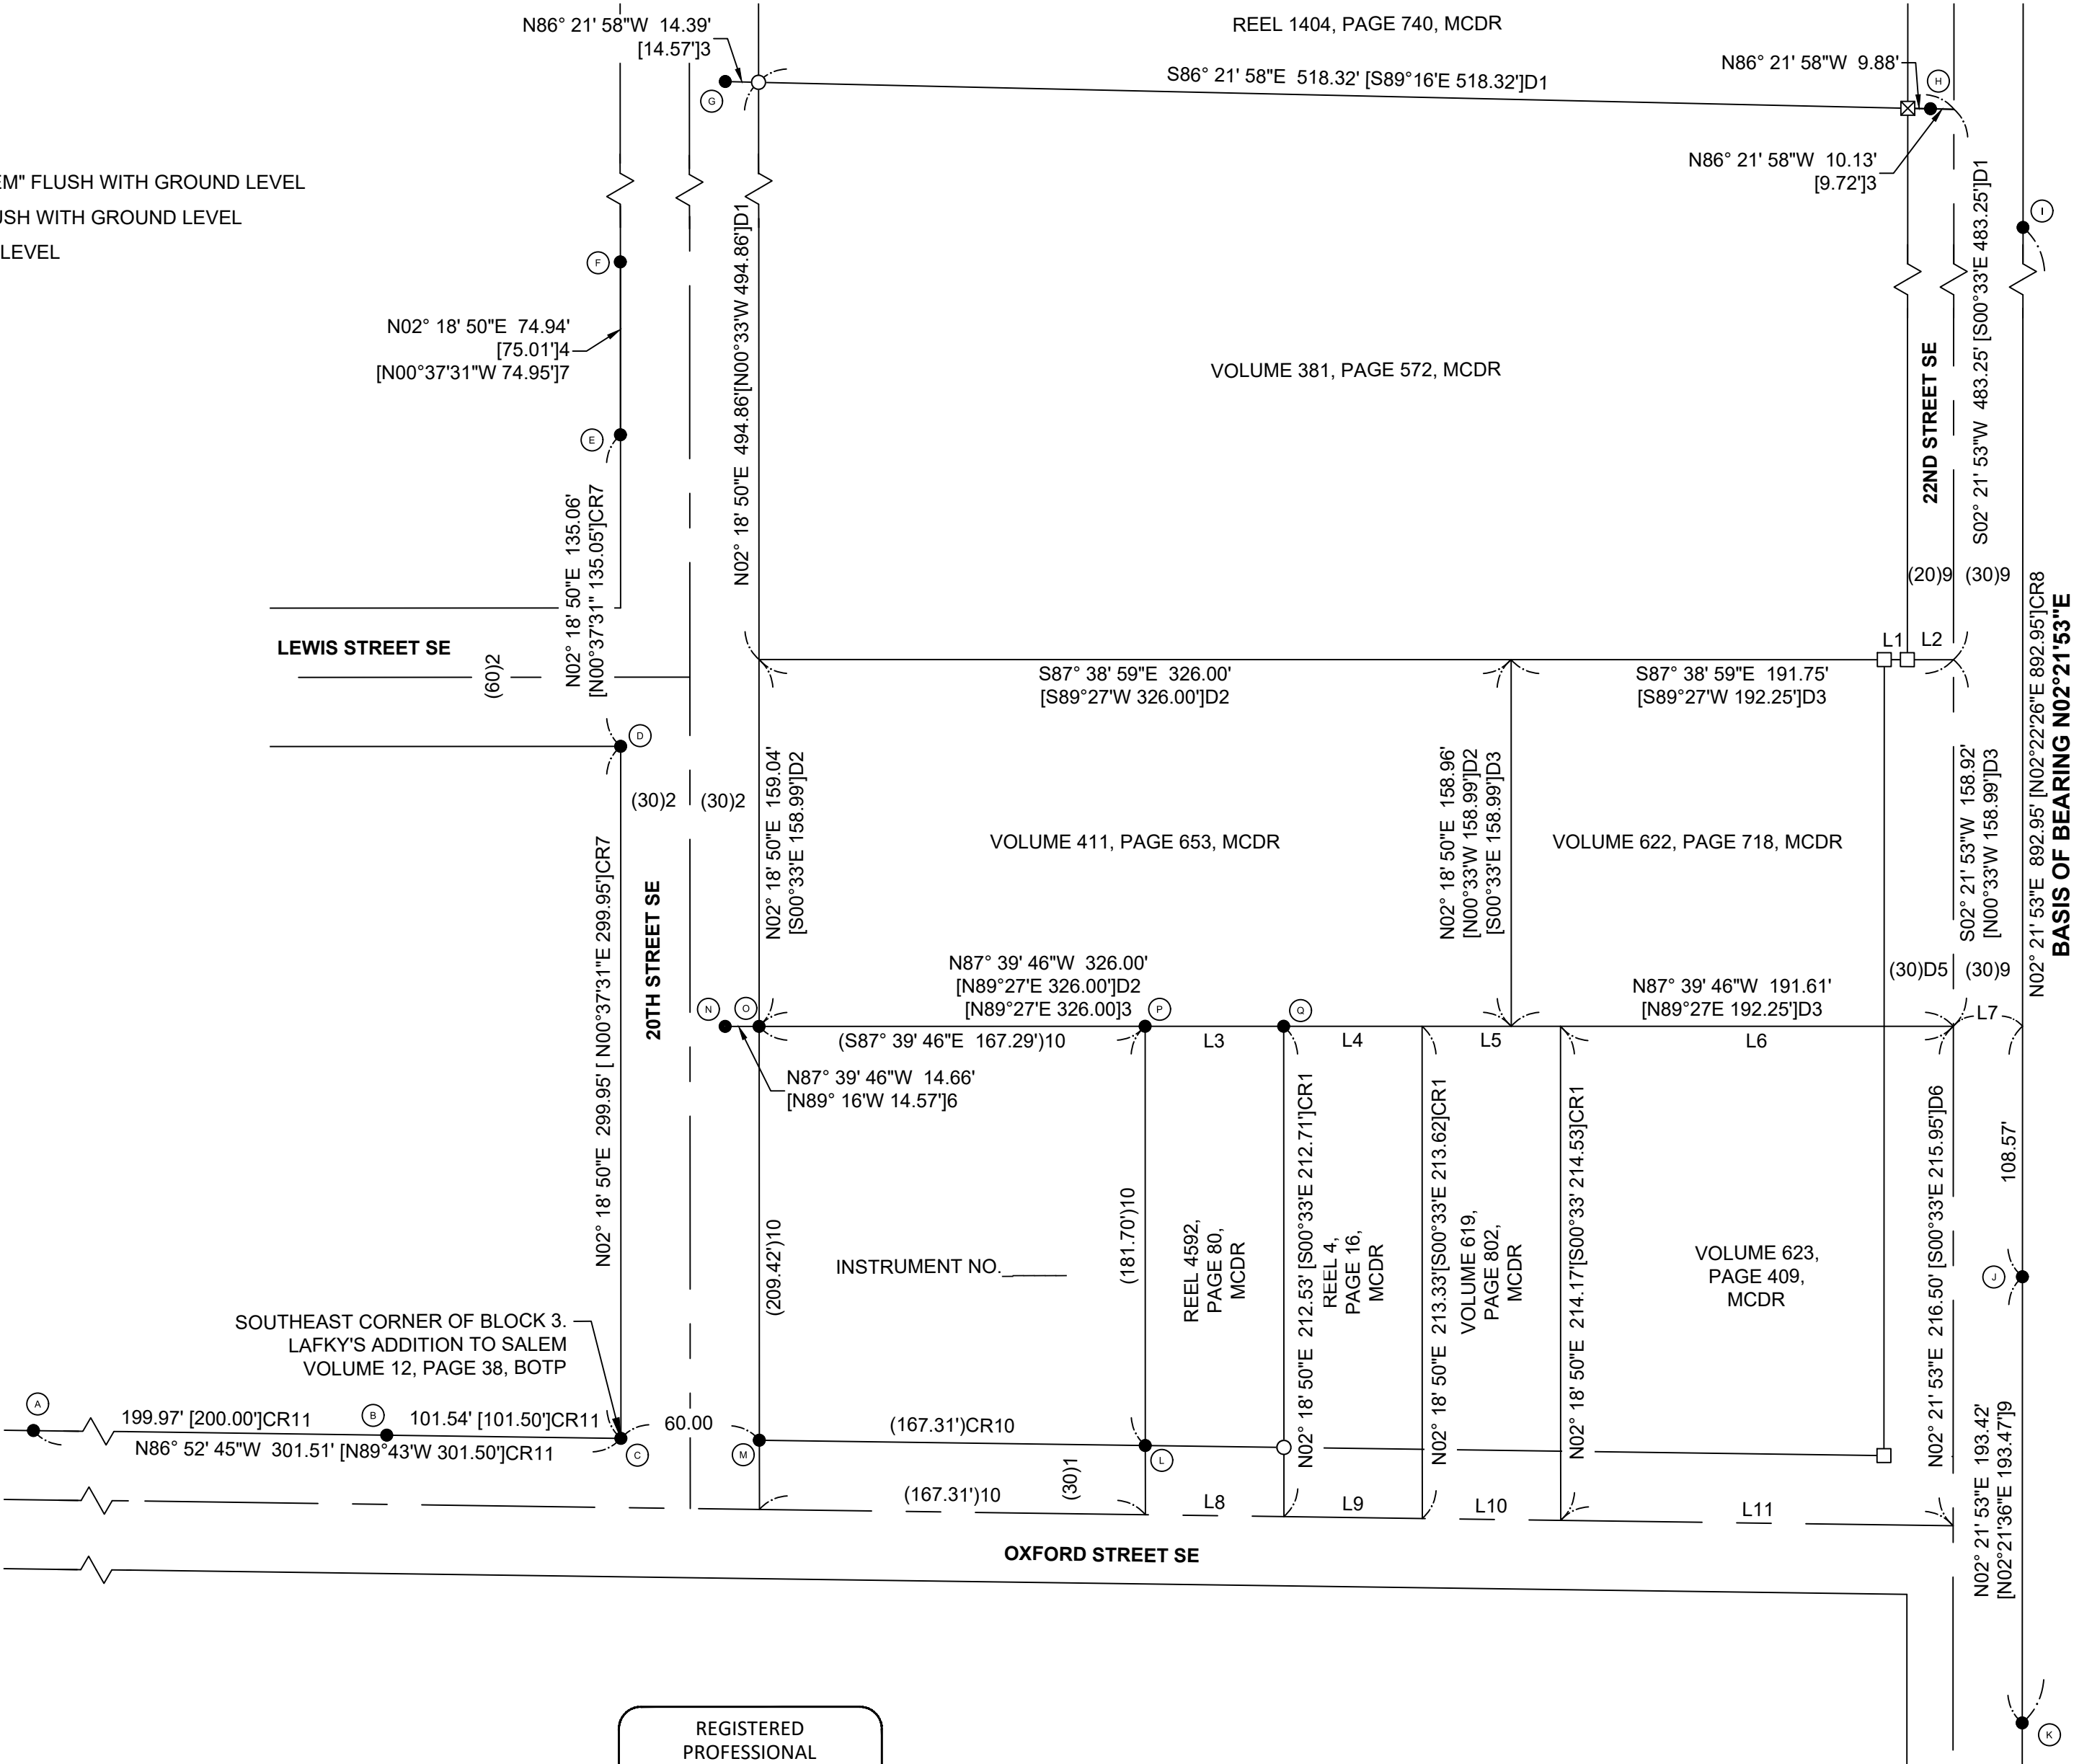 N86° 21' 58"W 14.39'
[14.57']3
REEL 1404, PAGE 740, MCDR
S86° 21' 58"E 518.32' [S89°16'E 518.32']D1
N86° 21' 58"W 9.88'
H
G
N86° 21' 58"W 10.13'
[9.72']3
EM" FLUSH WITH GROUND LEVEL
USH WITH GROUND LEVEL
LEVEL
F
I
N02° 18' 50"E 74.94'
[75.01']4
[N00°37'31"W 74.95']7
N02° 18' 50"E 494.86'[N00°33'W 494.86']D1
VOLUME 381, PAGE 572, MCDR
22ND STREET SE
S02° 21' 53"W 483.25' [S00°33'E 483.25']D1
E
N02° 18' 50"E 135.06'
[N00°37'31" 135.05']CR7
(20)9
(30)9
LEWIS STREET SE
(60)2
L1
L2
S87° 38' 59"E 326.00'
[S89°27'W 326.00']D2
S87° 38' 59"E 191.75'
[S89°27'W 192.25']D3
N02° 21' 53"E 892.95' [N02°22'26"E 892.95']CR8
BASIS OF BEARING N02°21'53"E
D
(30)2
(30)2
N02° 18' 50"E 159.04'
[S00°33'E 158.99']D2
VOLUME 411, PAGE 653, MCDR
N02° 18' 50"E 158.96'
[N00°33'W 158.99']D2
[S00°33'E 158.99']D3
VOLUME 622, PAGE 718, MCDR
S02° 21' 53"W 158.92'
[N00°33'W 158.99']D3
N02° 18' 50"E 299.95' [ N00°37'31"E 299.95']CR7
20TH STREET SE
N87° 39' 46"W 326.00'
[N89°27'E 326.00']D2
[N89°27'E 326.00]3
N87° 39' 46"W 191.61'
[N89°27E 192.25']D3
(30)D5
(30)9
N
O
P
Q
L7
(S87° 39' 46"E 167.29')10
L3
L4
L5
L6
N87° 39' 46"W 14.66'
[N89° 16'W 14.57']6
(209.42')10
INSTRUMENT NO.______
(181.70')10
REEL 4592,
PAGE 80,
MCDR
N02° 18' 50"E 212.53' [S00°33'E 212.71']CR1
REEL 4,
PAGE 16,
MCDR
N02° 18' 50"E 213.33'[S00°33'E 213.62]CR1
VOLUME 619,
PAGE 802,
MCDR
N02° 18' 50"E 214.17'[S00°33' 214.53]CR1
VOLUME 623,
PAGE 409,
MCDR
N02° 21' 53"E 216.50' [S00°33'E 215.95']D6
108.57'
J
SOUTHEAST CORNER OF BLOCK 3.
LAFKY'S ADDITION TO SALEM
VOLUME 12, PAGE 38, BOTP
A
199.97' [200.00']CR11
B
101.54' [101.50']CR11
N86° 52' 45"W 301.51' [N89°43'W 301.50']CR11
C
60.00
M
(167.31')CR10
L
(30)1
(167.31')10
L8
L9
L10
L11
N02° 21' 53"E 193.42'
[N02°21'36"E 193.47']9
OXFORD STREET SE
K
REGISTERED
PROFESSIONAL